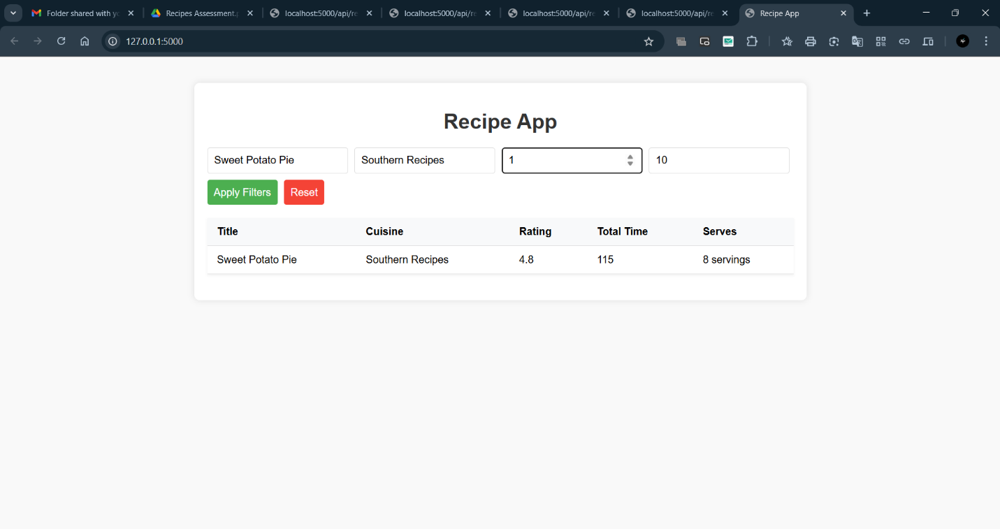 Folder shared with yo
Recipes Assessment.p
localhost:5000/api/re
localhost:5000/api/re
localhost:5000/api/re
localhost:5000/api/re
Recipe App
127.0.0.1:5000
Recipe App
Sweet Potato Pie Southern Recipes 1 10
Apply Filters Reset
Title Cuisine Rating Total Time Serves
Sweet Potato Pie Southern Recipes 4.8 115 8 servings